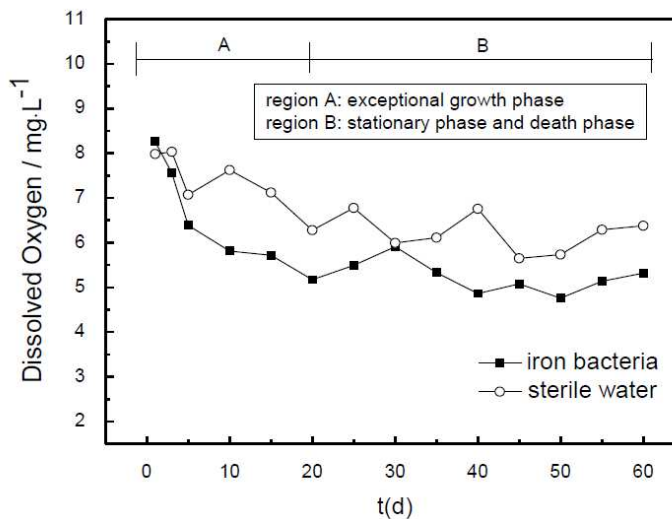 11
10
9
8
7
6
5
4
3
2
Dissolved Oxygen / mg·L⁻¹
A B
region A: exceptional growth phase
region B: stationary phase and death phase
iron bacteria
sterile water
0 10 20 30 40 50 60
t(d)